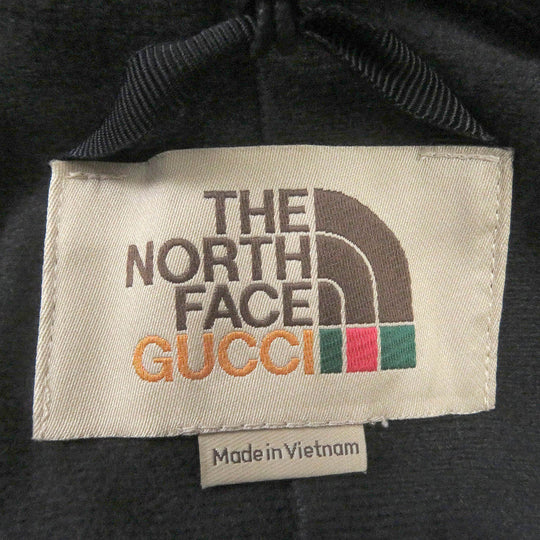 THE
NORTH
FACE
GUCCI
Made in Vietnam